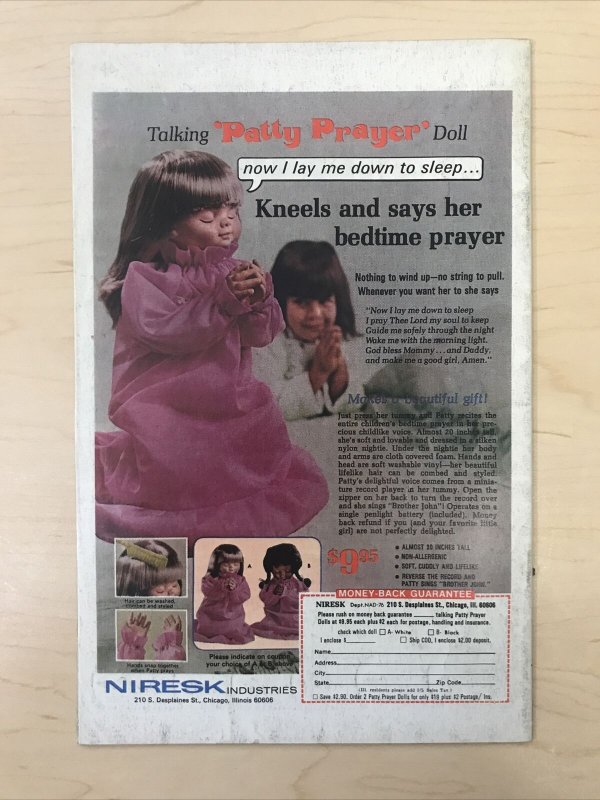 Talking 'Patty Prayer' Doll
now I lay me down to sleep...
Kneels and says her
bedtime prayer
Nothing to wind up—no string to pull.
Whenever you want her to she says
"Now I lay me down to sleep
I pray Thee Lord my soul to keep
Guide me safely through the night
Wake me with the morning light.
God bless Mommy...and Daddy,
and make me a good girl, Amen."
Makes a beautiful gift!
Just press her tummy and Patty recites the
entire children's bedtime prayer in her pre-
cious childlike voice. Almost 20 inches tall,
she's soft and lovable and dressed in a silken
nylon nightie. Under the nightie her body
and arms are cloth covered foam. Hands and
head are soft washable vinyl—her beautiful
lifelike hair can be combed and styled.
Patty's delightful voice comes from a minia-
ture record player in her tummy. Open the
zipper on her back to turn the record over
and she sings "Brother John"! Operates on a
single penlight battery (included). Money
back refund if you (and your favorite little
girl) are not perfectly delighted.
$9.95
• ALMOST 20 INCHES TALL
• NON-ALLERGENIC
• SOFT, CUDDLY AND LIFELIKE
• REVERSE THE RECORD AND
PATTY SINGS "BROTHER JOHN."
A
B
Hair can be washed,
combed and styled
Hands snap together
when Patty prays
Please indicate on coupon
your choice of A or B above
MONEY-BACK GUARANTEE
NIRESK Dept. NAD-76 210 S. Desplaines St., Chicago, Ill. 60606
Please rush on money back guarantee talking Patty Prayer
Dolls at $9.95 each plus $2 each for postage, handling and insurance.
check which doll A- White B- Black
I enclose $ Ship COD, I enclose $2.00 deposit.
Name
Address
City
State Zip Code
(Ill. residents please add 5% Sales Tax)
Save $2.90. Order 2 Patty Prayer Dolls for only $19 plus $2 Postage/ Ins.
NIRESK INDUSTRIES
210 S. Desplaines St., Chicago, Illinois 60606